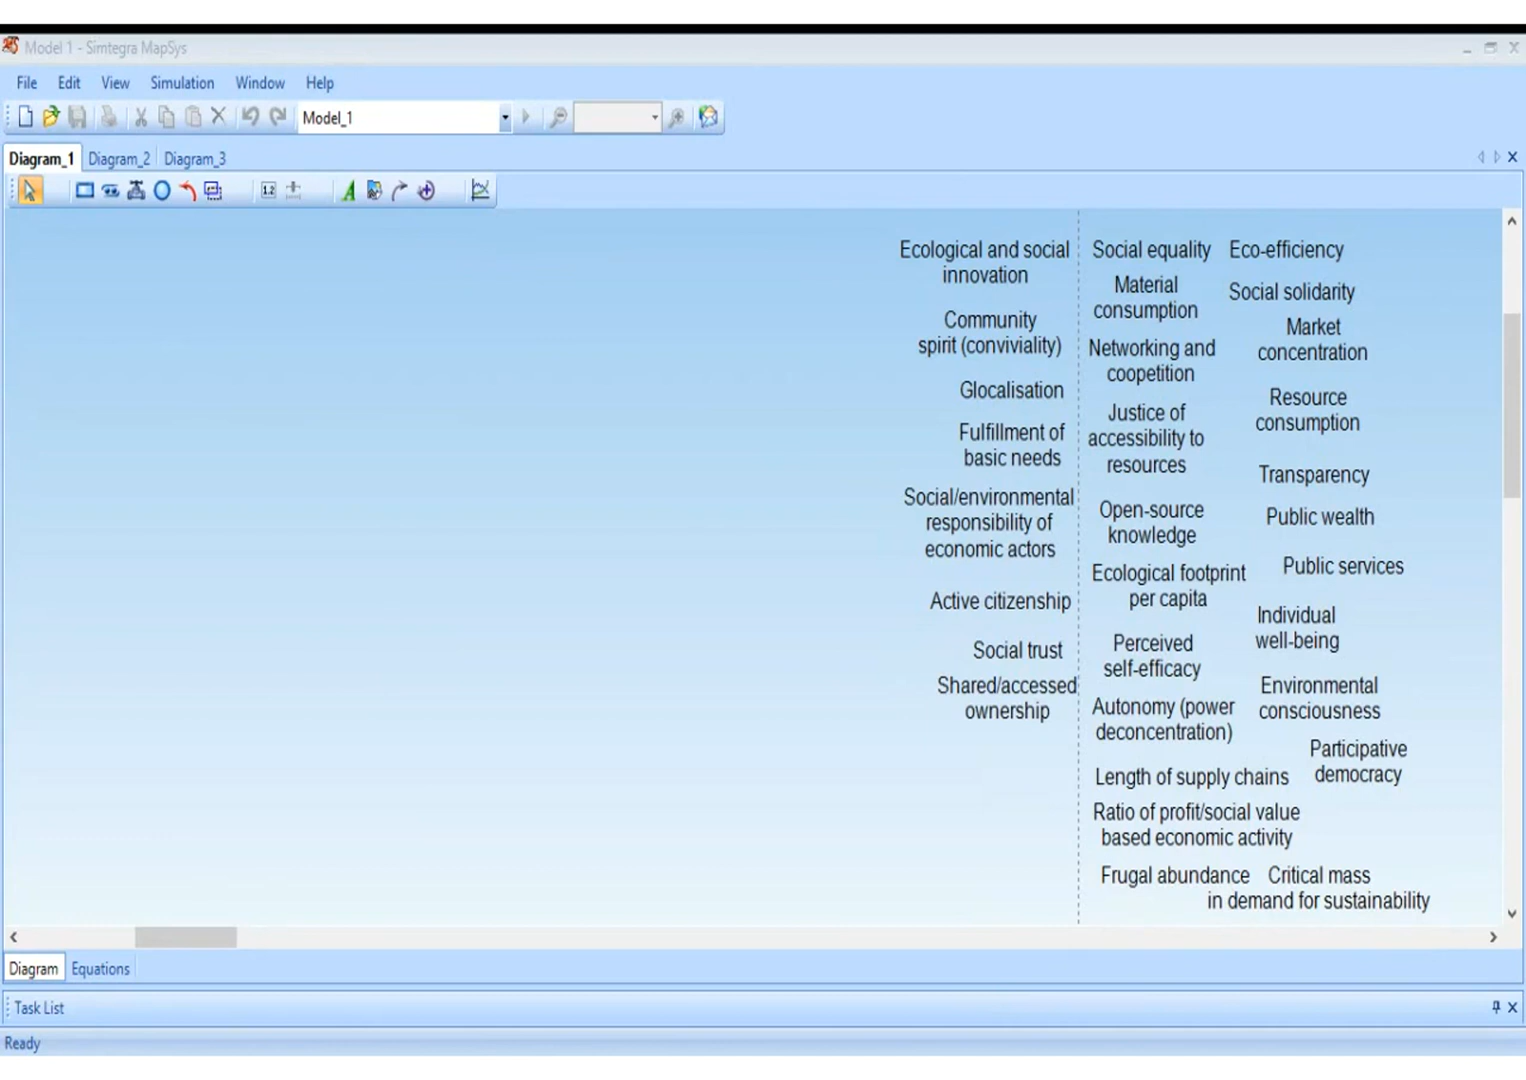 Model 1 - Simtegra MapSys
File Edit View Simulation Window Help
Model_1
Diagram_1 Diagram_2 Diagram_3
1.2
A
Ecological and social
innovation
Community
spirit (conviviality)
Glocalisation
Fulfillment of
basic needs
Social/environmental
responsibility of
economic actors
Active citizenship
Social trust
Shared/accessed
ownership
Social equality
Material
consumption
Networking and
coopetition
Justice of
accessibility to
resources
Open-source
knowledge
Ecological footprint
per capita
Perceived
self-efficacy
Autonomy (power
deconcentration)
Length of supply chains
Ratio of profit/social value
based economic activity
Frugal abundance
Eco-efficiency
Social solidarity
Market
concentration
Resource
consumption
Transparency
Public wealth
Public services
Individual
well-being
Environmental
consciousness
Participative
democracy
Critical mass
in demand for sustainability
Diagram Equations
Task List
Ready